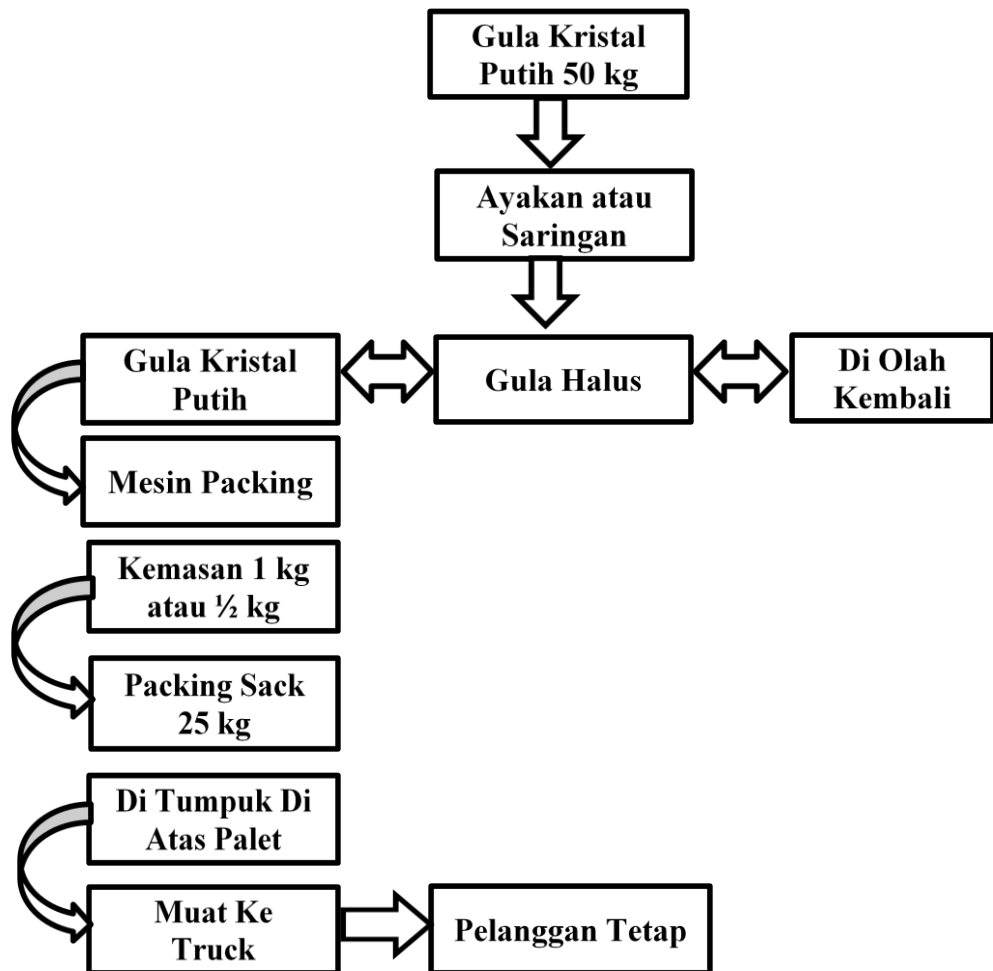 Gula Kristal
Putih 50 kg
Ayakan atau
Saringan
Gula Kristal
Putih
Gula Halus
Di Olah
Kembali
Mesin Packing
Kemasan 1 kg
atau ½ kg
Packing Sack
25 kg
Di Tumpuk Di
Atas Palet
Muat Ke
Truck
Pelanggan Tetap